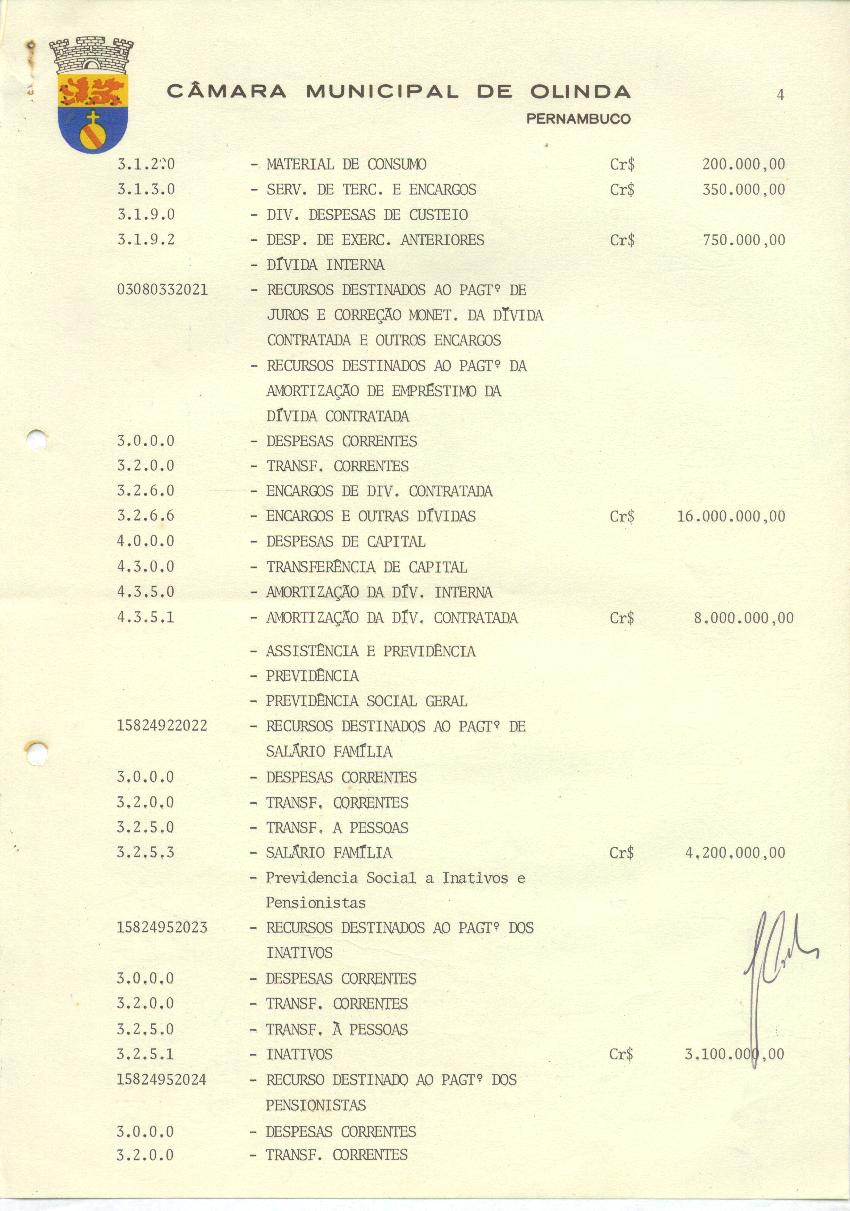 CÂMARA MUNICIPAL DE OLINDA 4
PERNAMBUCO
3.1.2.0 - MATERIAL DE CONSUMO Cr$ 200.000,00
3.1.3.0 - SERV. DE TERC. E ENCARGOS Cr$ 350.000,00
3.1.9.0 - DIV. DESPESAS DE CUSTEIO
3.1.9.2 - DESP. DE EXERC. ANTERIORES Cr$ 750.000,00
- DÍVIDA INTERNA
03080332021 - RECURSOS DESTINADOS AO PAGTº DE
JUROS E CORREÇÃO MONET. DA DÍVIDA
CONTRATADA E OUTROS ENCARGOS
- RECURSOS DESTINADOS AO PAGTº DA
AMORTIZAÇÃO DE EMPRÉSTIMO DA
DÍVIDA CONTRATADA
3.0.0.0 - DESPESAS CORRENTES
3.2.0.0 - TRANSF. CORRENTES
3.2.6.0 - ENCARGOS DE DIV. CONTRATADA
3.2.6.6 - ENCARGOS E OUTRAS DÍVIDAS Cr$ 16.000.000,00
4.0.0.0 - DESPESAS DE CAPITAL
4.3.0.0 - TRANSFERÊNCIA DE CAPITAL
4.3.5.0 - AMORTIZAÇÃO DA DÍV. INTERNA
4.3.5.1 - AMORTIZAÇÃO DA DÍV. CONTRATADA Cr$ 8.000.000,00
- ASSISTÊNCIA E PREVIDÊNCIA
- PREVIDÊNCIA
- PREVIDÊNCIA SOCIAL GERAL
15824922022 - RECURSOS DESTINADOS AO PAGTº DE
SALÁRIO FAMÍLIA
3.0.0.0 - DESPESAS CORRENTES
3.2.0.0 - TRANSF. CORRENTES
3.2.5.0 - TRANSF. A PESSOAS
3.2.5.3 - SALÁRIO FAMÍLIA Cr$ 4.200.000,00
- Previdencia Social a Inativos e
Pensionistas
15824952023 - RECURSOS DESTINADOS AO PAGTº DOS
INATIVOS
3.0.0.0 - DESPESAS CORRENTES
3.2.0.0 - TRANSF. CORRENTES
3.2.5.0 - TRANSF. À PESSOAS
3.2.5.1 - INATIVOS Cr$ 3.100.000,00
15824952024 - RECURSO DESTINADO AO PAGTº DOS
PENSIONISTAS
3.0.0.0 - DESPESAS CORRENTES
3.2.0.0 - TRANSF. CORRENTES